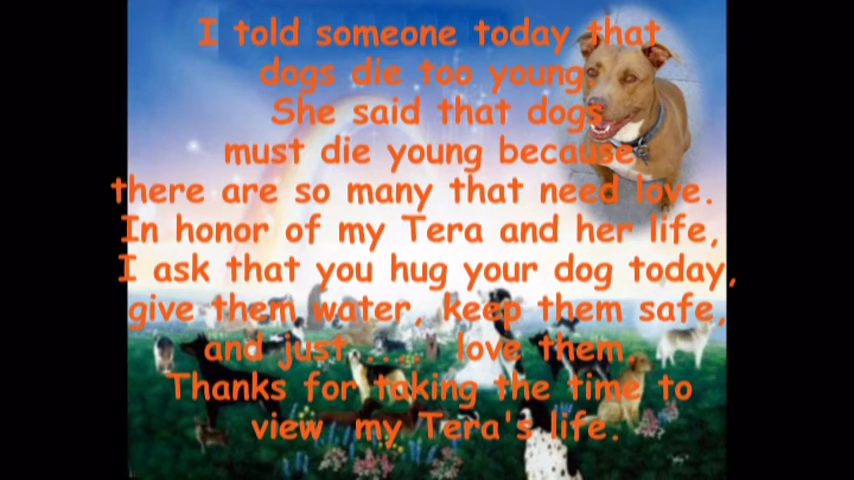 I told someone today that
dogs die too young.
She said that dogs
must die young because
there are so many that need love.
In honor of my Tera and her life,
I ask that you hug your dog today,
give them water, keep them safe,
and just .... love them.
Thanks for taking the time to
view my Tera's life.